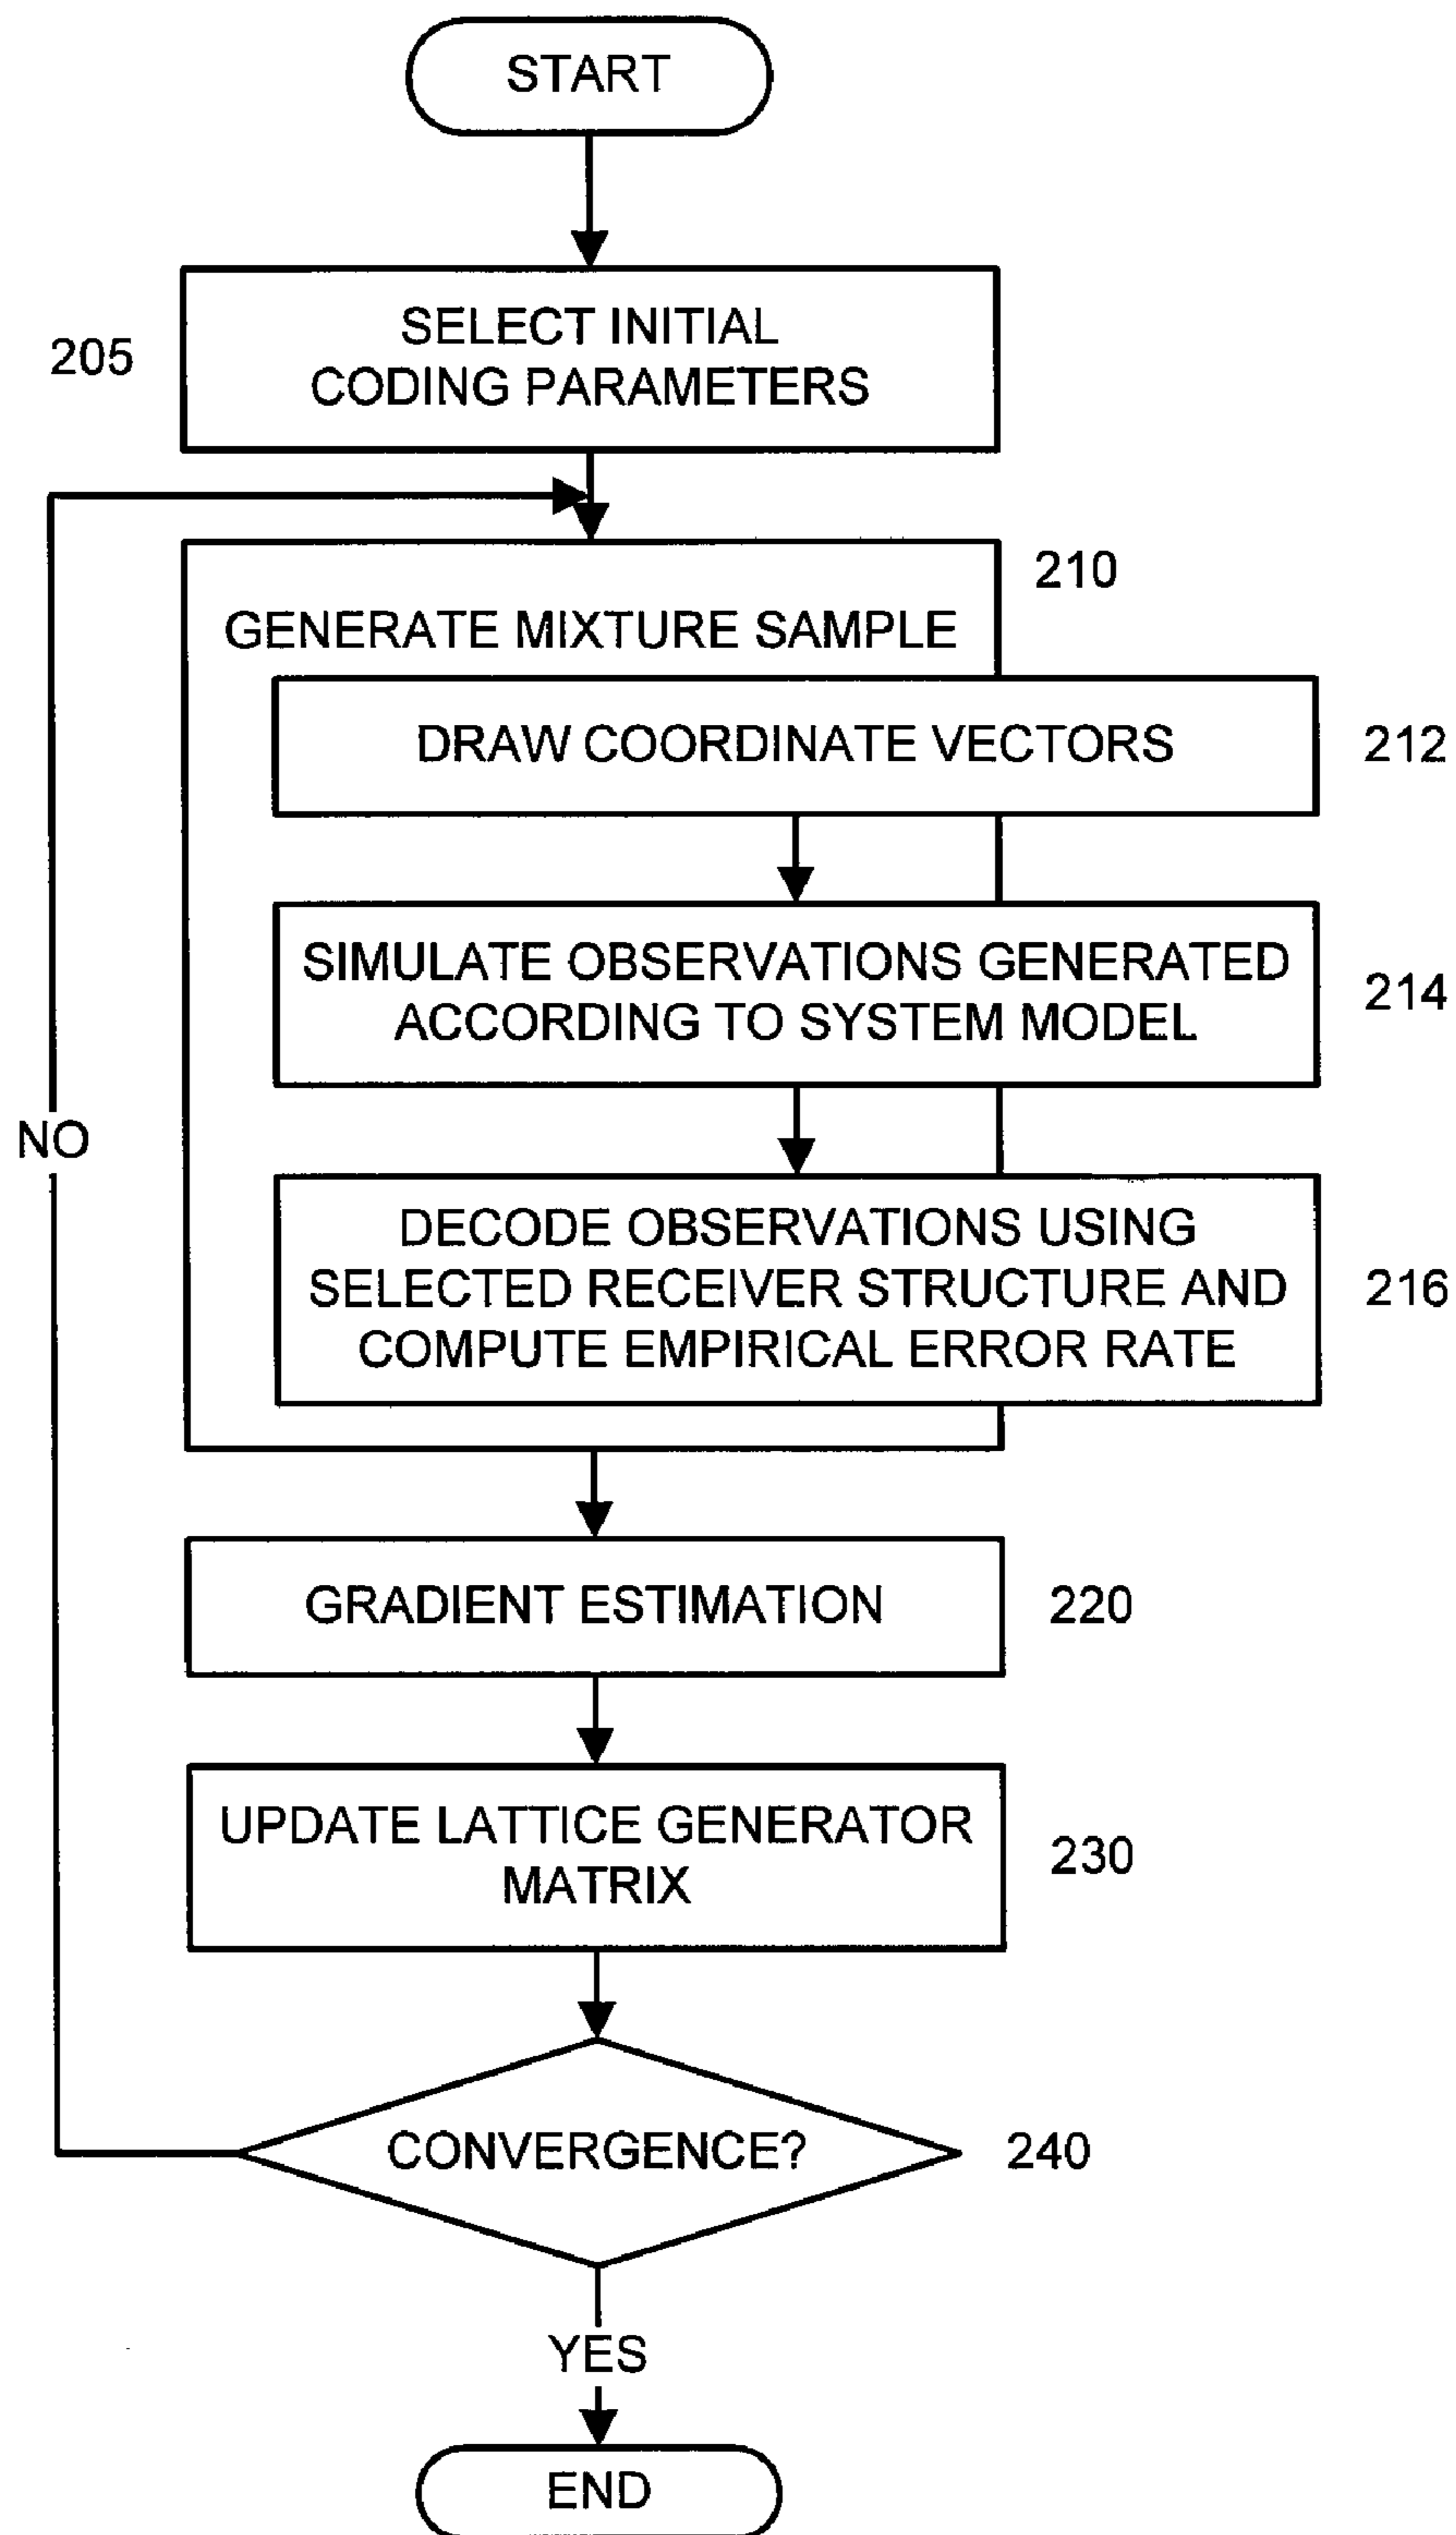 START
205
SELECT INITIAL
CODING PARAMETERS
210
GENERATE MIXTURE SAMPLE
DRAW COORDINATE VECTORS
212
SIMULATE OBSERVATIONS GENERATED
ACCORDING TO SYSTEM MODEL
214
NO
DECODE OBSERVATIONS USING
SELECTED RECEIVER STRUCTURE AND
COMPUTE EMPIRICAL ERROR RATE
216
GRADIENT ESTIMATION
220
UPDATE LATTICE GENERATOR
MATRIX
230
CONVERGENCE?
240
YES
END